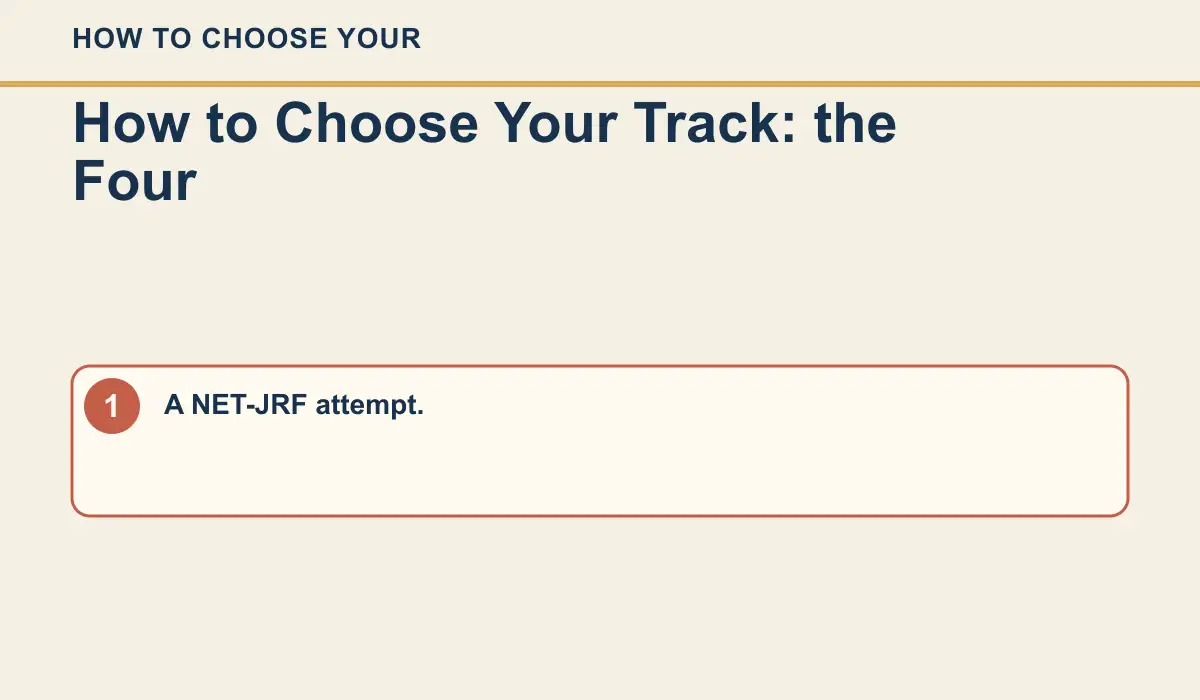 HOW TO CHOOSE YOUR
How to Choose Your Track: the
Four
1
A NET-JRF attempt.